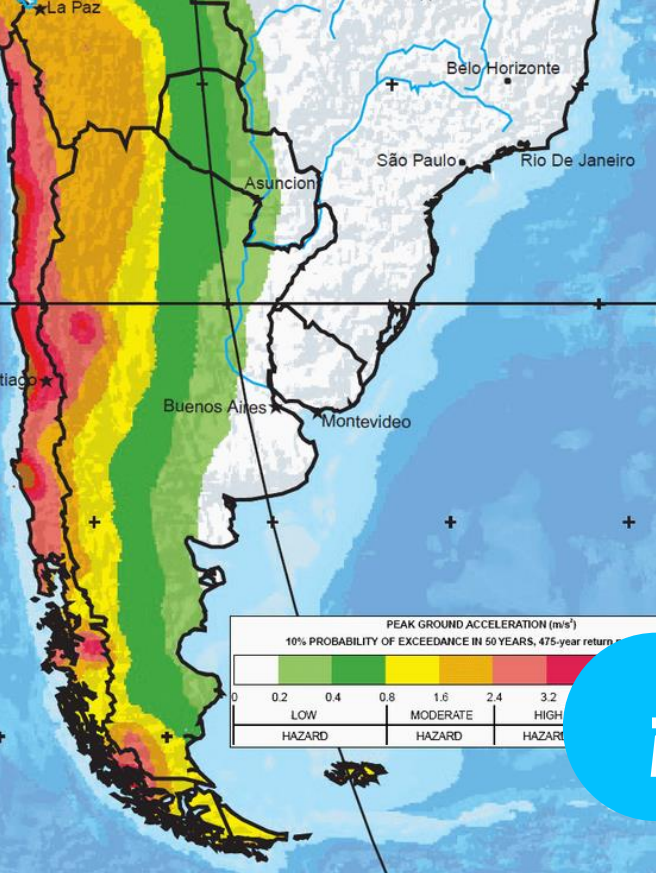 La Paz
Belo Horizonte
São Paulo
Rio De Janeiro
Asuncion
tiago
Buenos Aires
Montevideo
PEAK GROUND ACCELERATION (m/s²)
10% PROBABILITY OF EXCEEDANCE IN 50 YEARS, 475-year return
0 0.2 0.4 0.8 1.6 2.4 3.2
LOW MODERATE HIGH
HAZARD HAZARD HAZARD